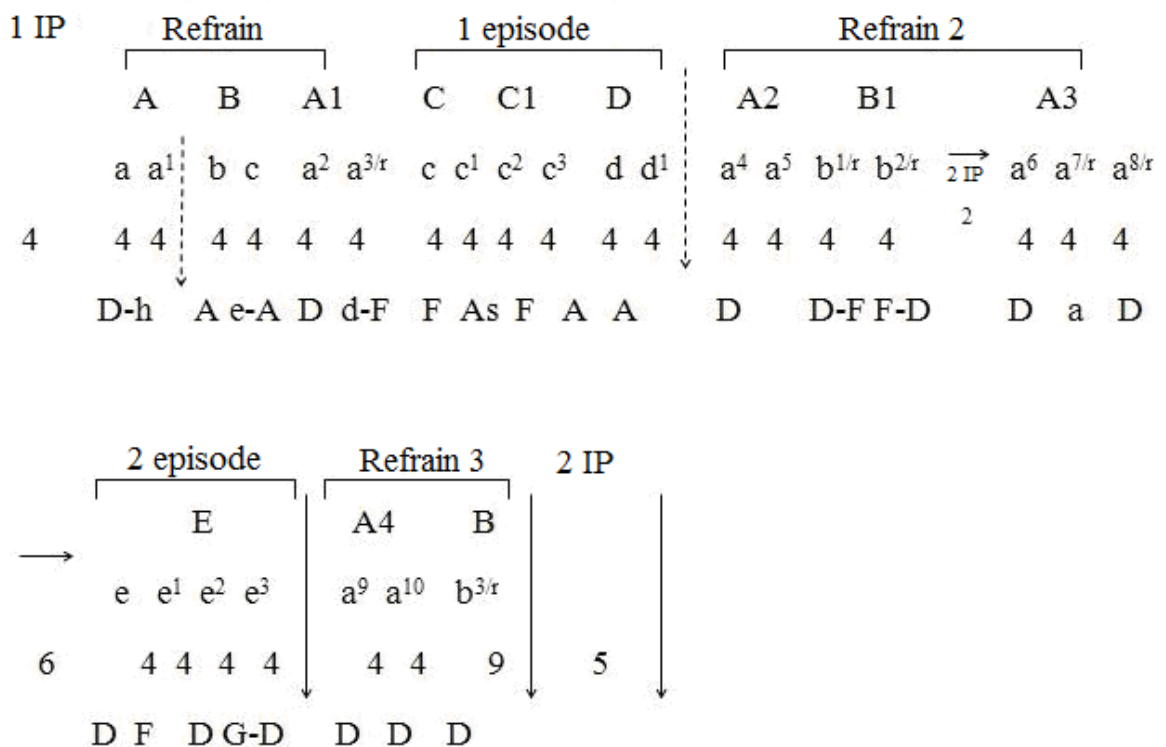 1 IP Refrain 1 episode Refrain 2
A B A1 C C1 D A2 B1 A3
a a¹ b c a² a³/ʳ c c¹ c² c³ d d¹ a⁴ a⁵ b¹/ʳ b²/ʳ 2 IP a⁶ a⁷/ʳ a⁸/ʳ
4 4 4 4 4 4 4 4 4 4 4 4 4 4 4 4 4 2 4 4 4
D-h A e-A D d-F F As F A A D D-F F-D D a D
2 episode Refrain 3 2 IP
E A4 B
e e¹ e² e³ a⁹ a¹⁰ b³/ʳ
6 4 4 4 4 4 4 9 5
D F D G-D D D D